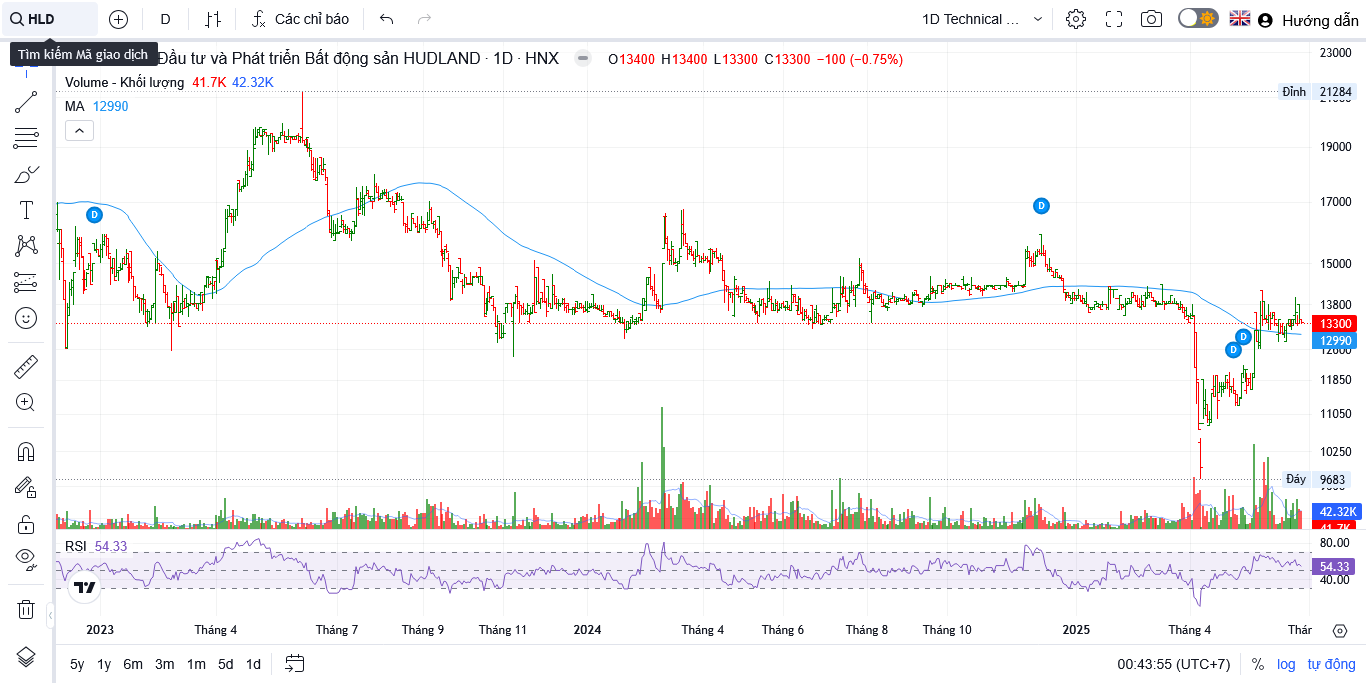 HLD D Các chỉ báo 1D Technical ... Hướng dẫn
Tìm kiếm Mã giao dịch
Đầu tư và Phát triển Bất động sản HUDLAND · 1D · HNX O13400 H13400 L13300 C13300 −100 (−0.75%)
Volume - Khối lượng 41.7K 42.32K
MA 12990
23000
Đỉnh 21284
19000
17000
15000
13800
13300
12990
12000
11850
11050
10250
Đáy 9683
42.32K
41.7K
D
D
D
D
RSI 54.33
80.00
54.33
40.00
2023 Tháng 4 Tháng 7 Tháng 9 Tháng 11 2024 Tháng 4 Tháng 6 Tháng 8 Tháng 10 2025 Tháng 4 Thár
5y 1y 6m 3m 1m 5d 1d 00:43:55 (UTC+7) % log tự động